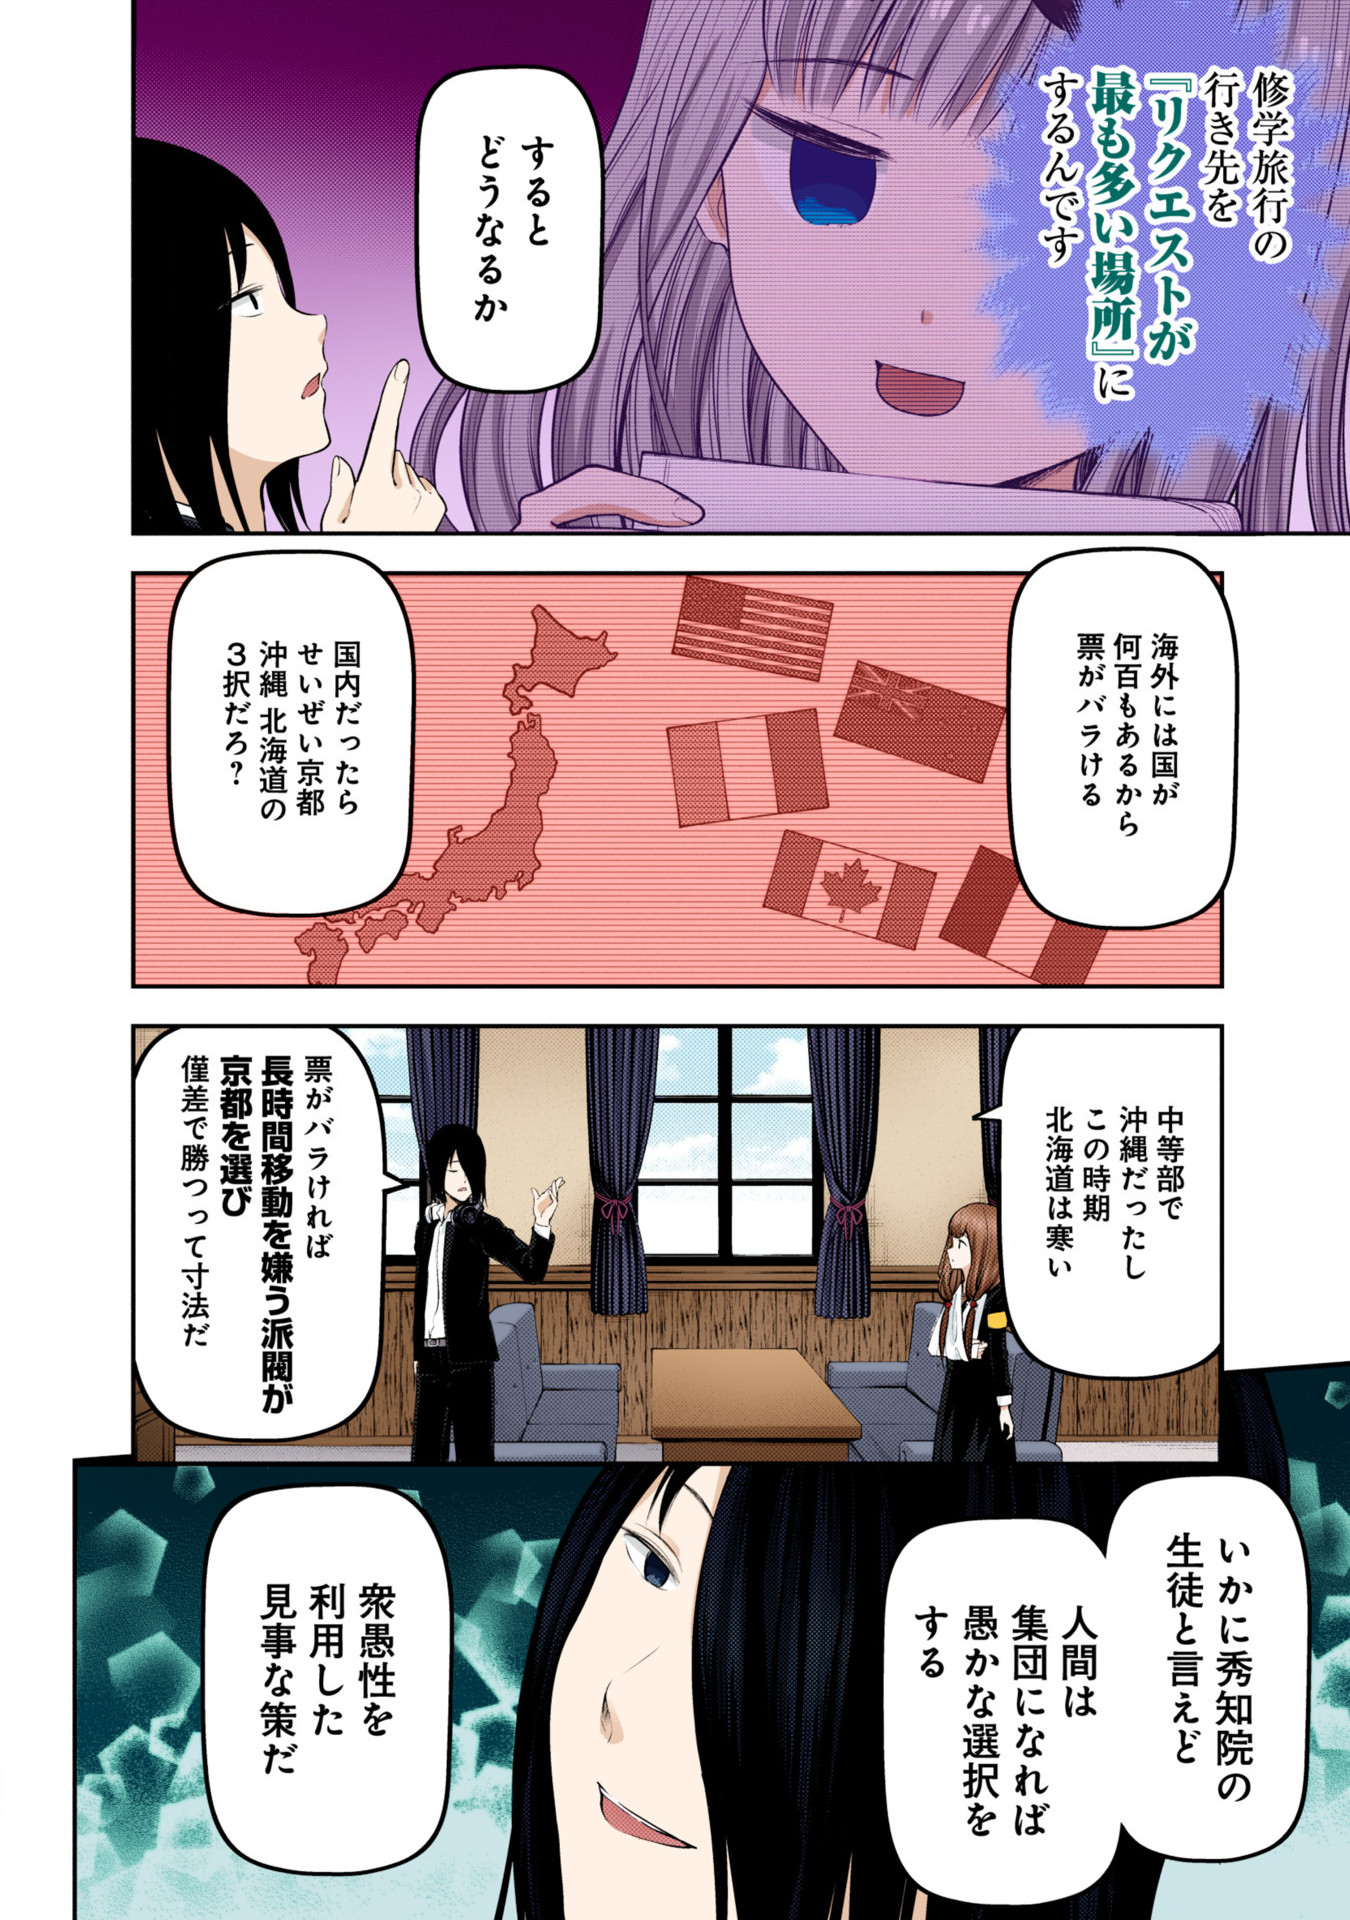 修学旅行の
行き先を
『リクエストが
最も多い場所』に
するんです
すると
どうなるか
海外には国が
何百もあるから
票がバラける
国内だったら
せいぜい京都
沖縄 北海道の
3択だろ？
中等部で
沖縄だったし
この時期
北海道は寒い
票がバラければ
長時間移動を嫌う派閥が
京都を選び
僅差で勝つって寸法だ
いかに秀知院の
生徒と言えど
人間は
集団になれば
愚かな選択を
する
衆愚性を
利用した
見事な策だ